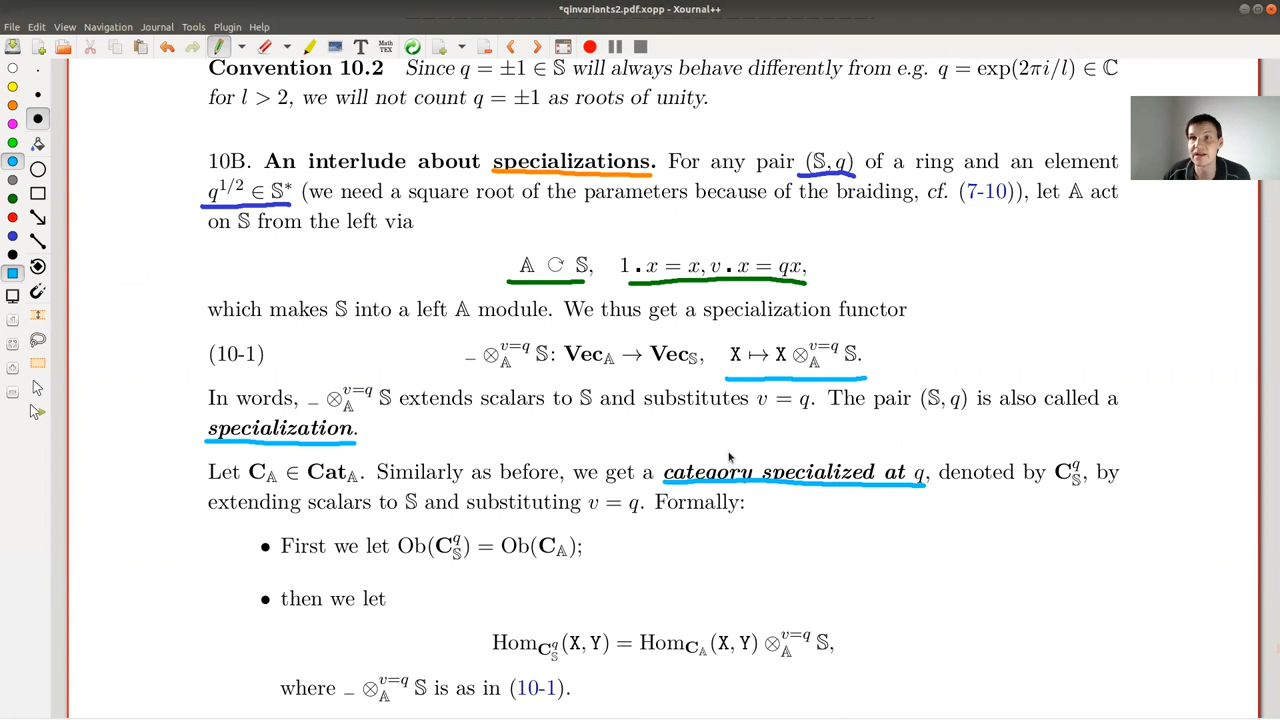 *qinvariants2.pdf.xopp - Xournal++
File Edit View Navigation Journal Tools Plugin Help
Math
TEX
Convention 10.2 Since q = ±1 ∈ 𝕊 will always behave differently from e.g. q = exp(2πi/l) ∈ ℂ
for l > 2, we will not count q = ±1 as roots of unity.
10B. An interlude about specializations. For any pair (𝕊, q) of a ring and an element
q^{1/2} ∈ 𝕊* (we need a square root of the parameters because of the braiding, cf. (7-10)), let 𝔸 act
on 𝕊 from the left via
𝔸 ⟳ 𝕊, 1 ▪ x = x, v ▪ x = qx,
which makes 𝕊 into a left 𝔸 module. We thus get a specialization functor
(10-1) _ ⊗_𝔸^{v=q} 𝕊: Vec_𝔸 → Vec_𝕊, X ↦ X ⊗_𝔸^{v=q} 𝕊.
In words, _ ⊗_𝔸^{v=q} 𝕊 extends scalars to 𝕊 and substitutes v = q. The pair (𝕊, q) is also called a
specialization.
Let C_𝔸 ∈ Cat_𝔸. Similarly as before, we get a category specialized at q, denoted by C_𝕊^q, by
extending scalars to 𝕊 and substituting v = q. Formally:
• First we let Ob(C_𝕊^q) = Ob(C_𝔸);
• then we let
Hom_{C_𝕊^q}(X, Y) = Hom_{C_𝔸}(X, Y) ⊗_𝔸^{v=q} 𝕊,
where _ ⊗_𝔸^{v=q} 𝕊 is as in (10-1).